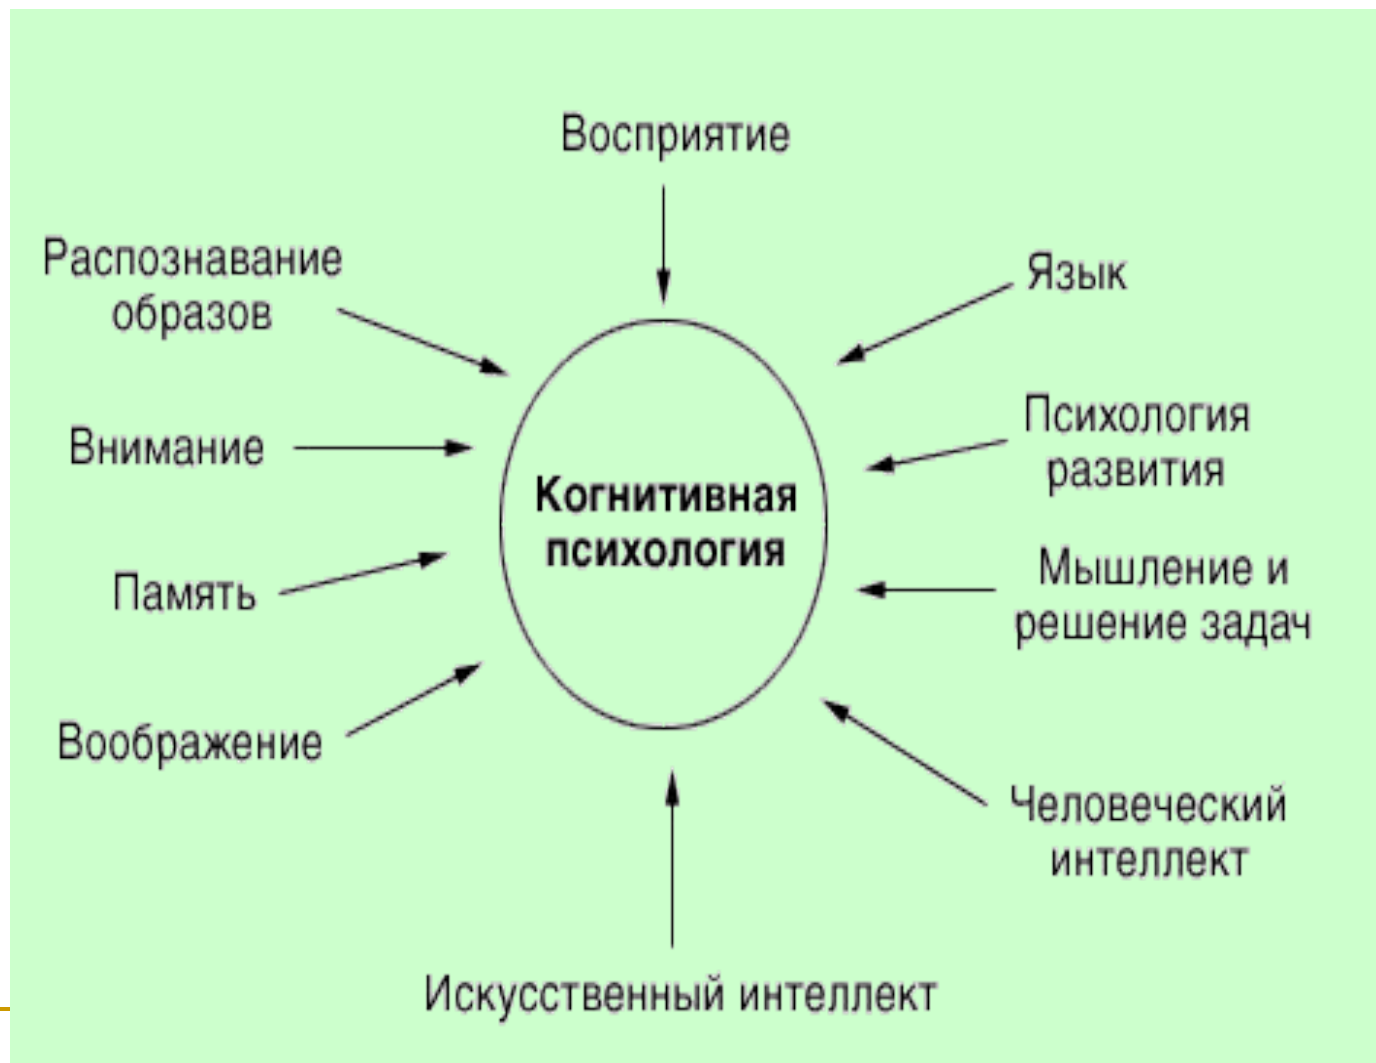 Восприятие
Распознавание
образов
Язык
Внимание
Психология
развития
Когнитивная
психология
Память
Мышление и
решение задач
Воображение
Человеческий
интеллект
Искусственный интеллект